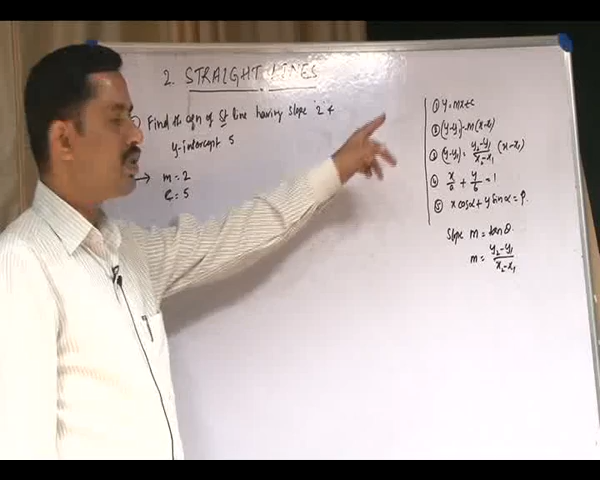 2. STRAIGHT LINES
① Find the eqn of St line having slope '2' &
y-intercept 5
→ m = 2
C = 5
① y = mx+c
② (y-y₁) = m(x-x₁)
③ (y-y₁) = y₂-y₁/x₂-x₁ (x-x₁)
④ x/a + y/b = 1
⑤ x cosα + y sinα = P.
Slope m = tanθ.
m = y₂-y₁/x₂-x₁